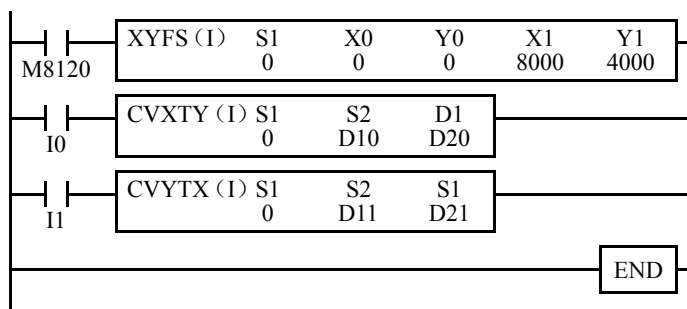 XYFS（I） S1 X0 Y0 X1 Y1
M8120 0 0 0 8000 4000
CVXTY（I） S1 S2 D1
I0 0 D10 D20
CVYTX（I） S1 S2 S1
I1 0 D11 D21
END